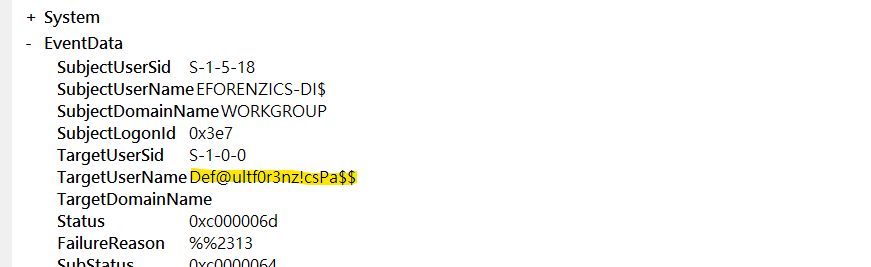 + System
- EventData
SubjectUserSid S-1-5-18
SubjectUserName EFORENZICS-DI$
SubjectDomainName WORKGROUP
SubjectLogonId 0x3e7
TargetUserSid S-1-0-0
TargetUserName Def@ultf0r3nz!csPa$$
TargetDomainName
Status 0xc000006d
FailureReason %%2313
SubStatus 0xc0000064